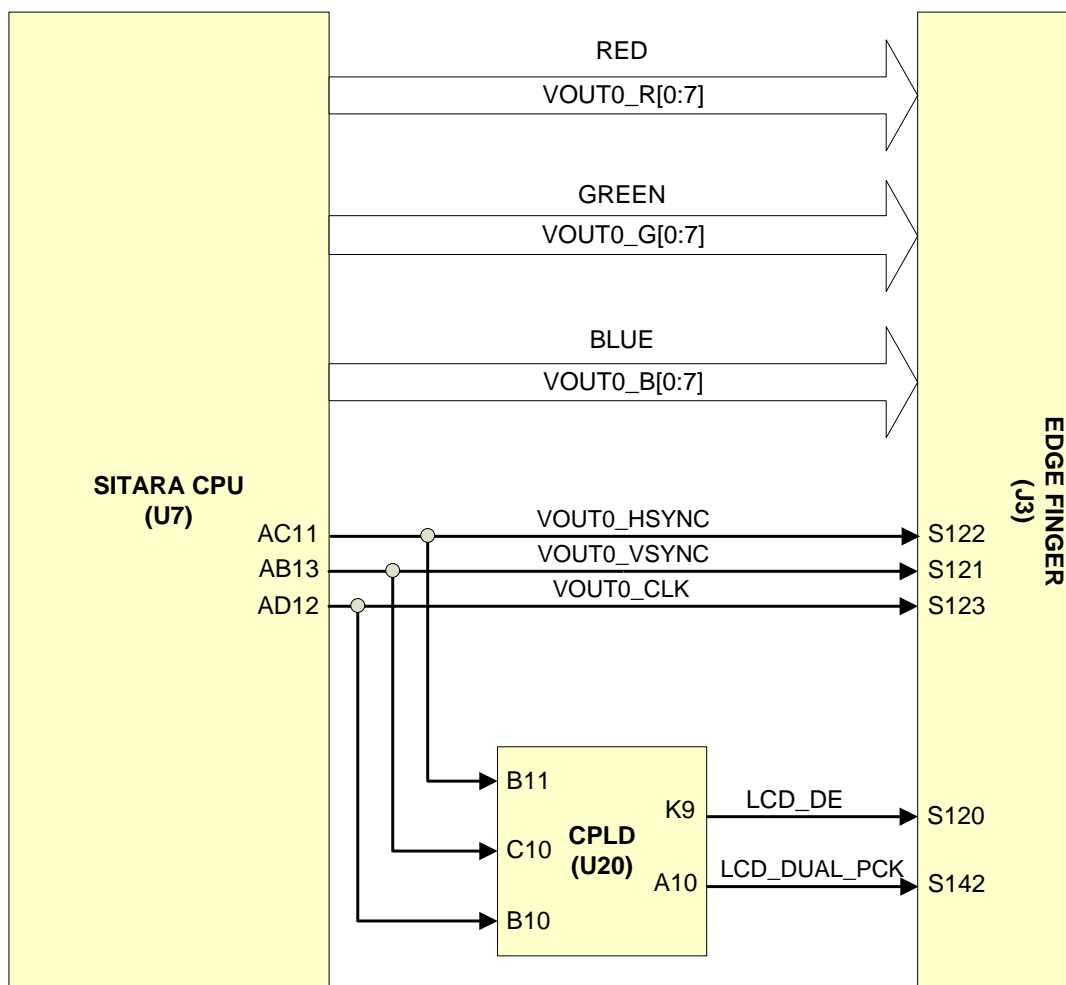 RED
VOUT0_R[0:7]
GREEN
VOUT0_G[0:7]
BLUE
VOUT0_B[0:7]
SITARA CPU
(U7)
EDGE FINGER
(J3)
AC11
VOUT0_HSYNC
S122
AB13
VOUT0_VSYNC
S121
AD12
VOUT0_CLK
S123
B11
C10
B10
CPLD
(U20)
K9
LCD_DE
S120
A10
LCD_DUAL_PCK
S142